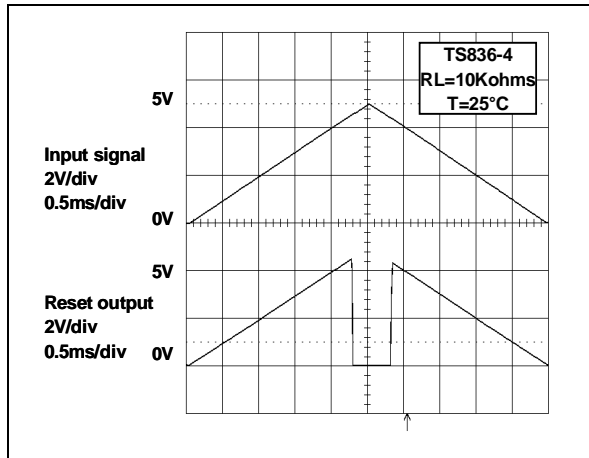 TS836-4
RL=10Kohms
T=25°C
5V
Input signal
2V/div
0.5ms/div
0V
5V
Reset output
2V/div
0.5ms/div
0V